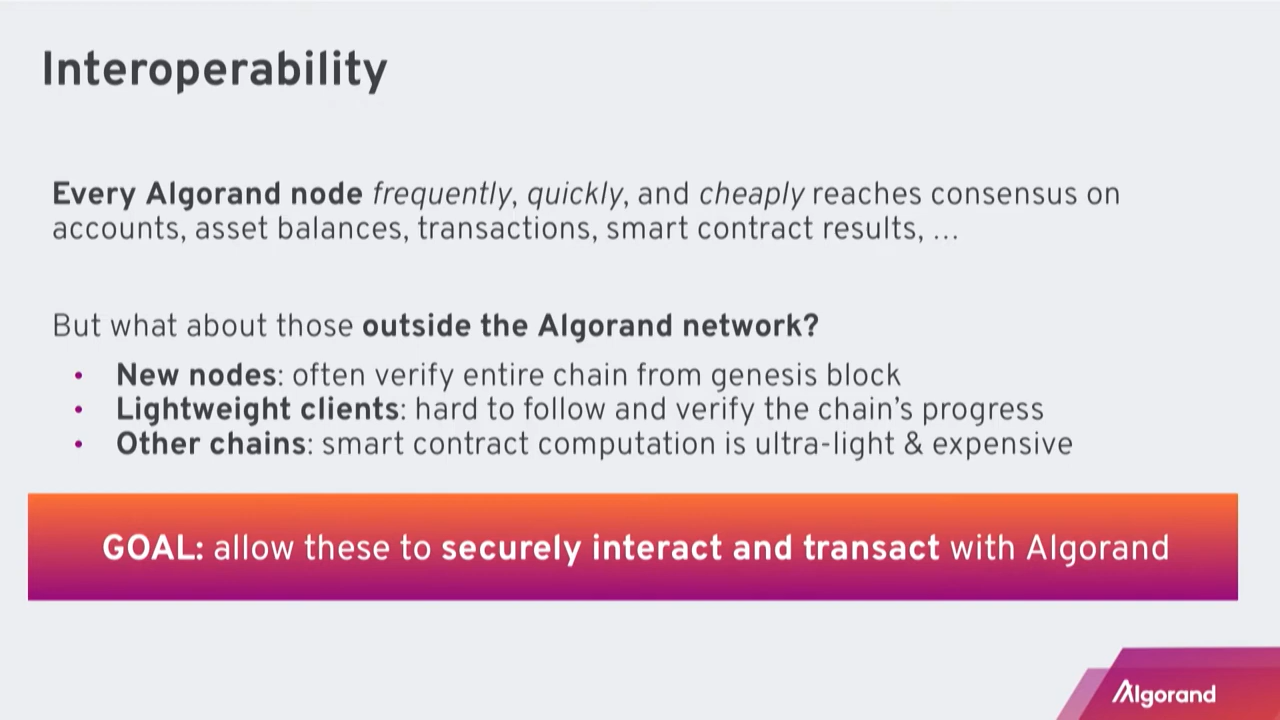 Interoperability
Every Algorand node frequently, quickly, and cheaply reaches consensus on
accounts, asset balances, transactions, smart contract results, ...
But what about those outside the Algorand network?
• New nodes: often verify entire chain from genesis block
• Lightweight clients: hard to follow and verify the chain's progress
• Other chains: smart contract computation is ultra-light & expensive
GOAL: allow these to securely interact and transact with Algorand
Algorand